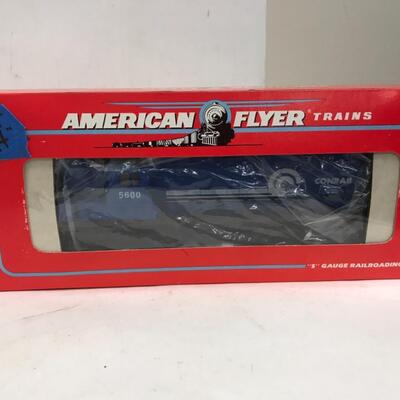 AMERICAN FLYER TRAINS
5600 CONRAIL
"S" GAUGE RAILROADING